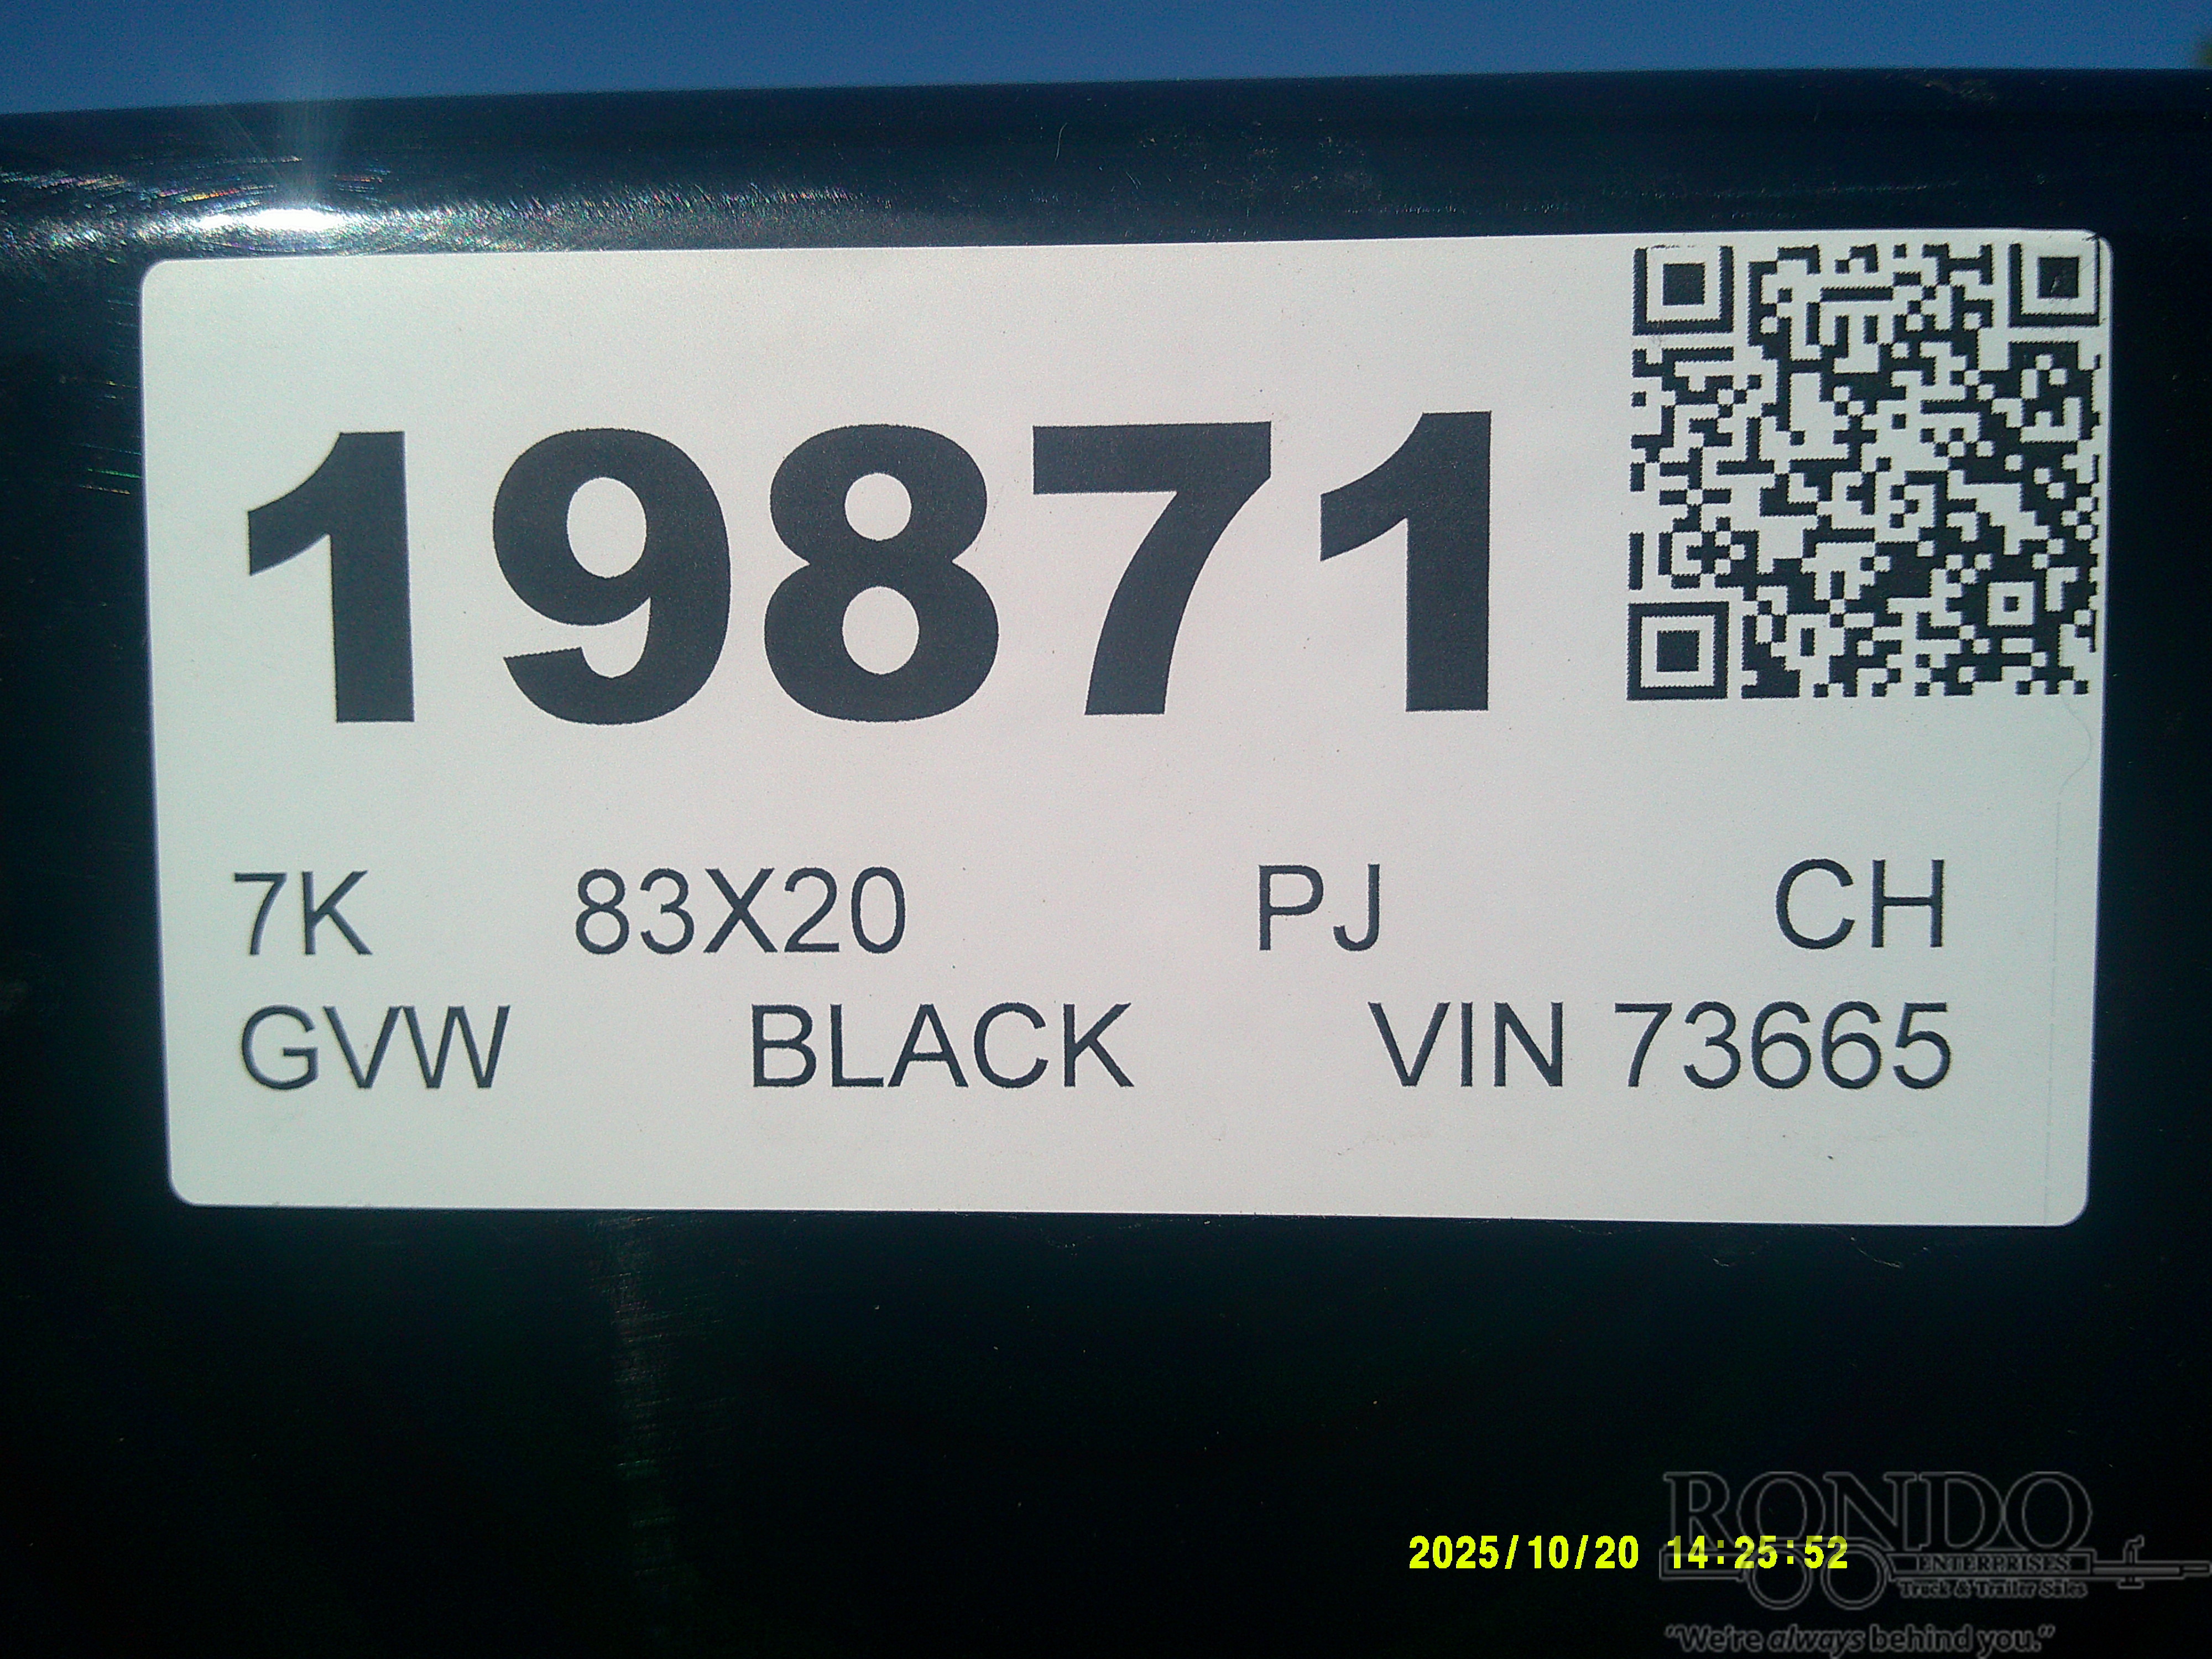 19871
7K 83X20 PJ CH
GVW BLACK VIN 73665
2025/10/20 14:25:52
RONDO
ENTERPRISES
Truck & Trailer Sales
"We're always behind you."